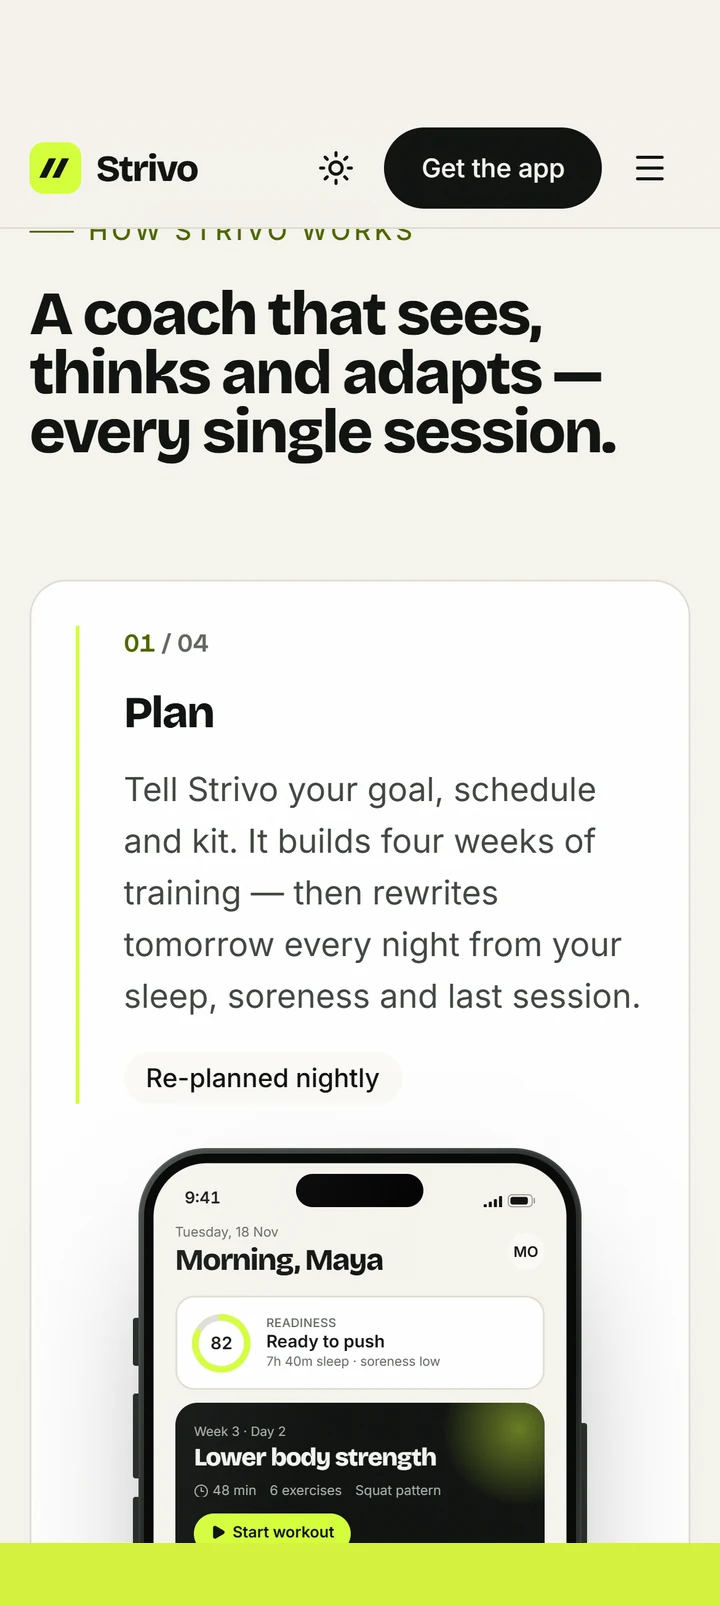 Strivo
Get the app
HOW STRIVO WORKS
A coach that sees,
thinks and adapts —
every single session.
01 / 04
Plan
Tell Strivo your goal, schedule
and kit. It builds four weeks of
training — then rewrites
tomorrow every night from your
sleep, soreness and last session.
Re-planned nightly
9:41
Tuesday, 18 Nov
Morning, Maya
MO
82
READINESS
Ready to push
7h 40m sleep · soreness low
Week 3 · Day 2
Lower body strength
48 min 6 exercises Squat pattern
Start workout